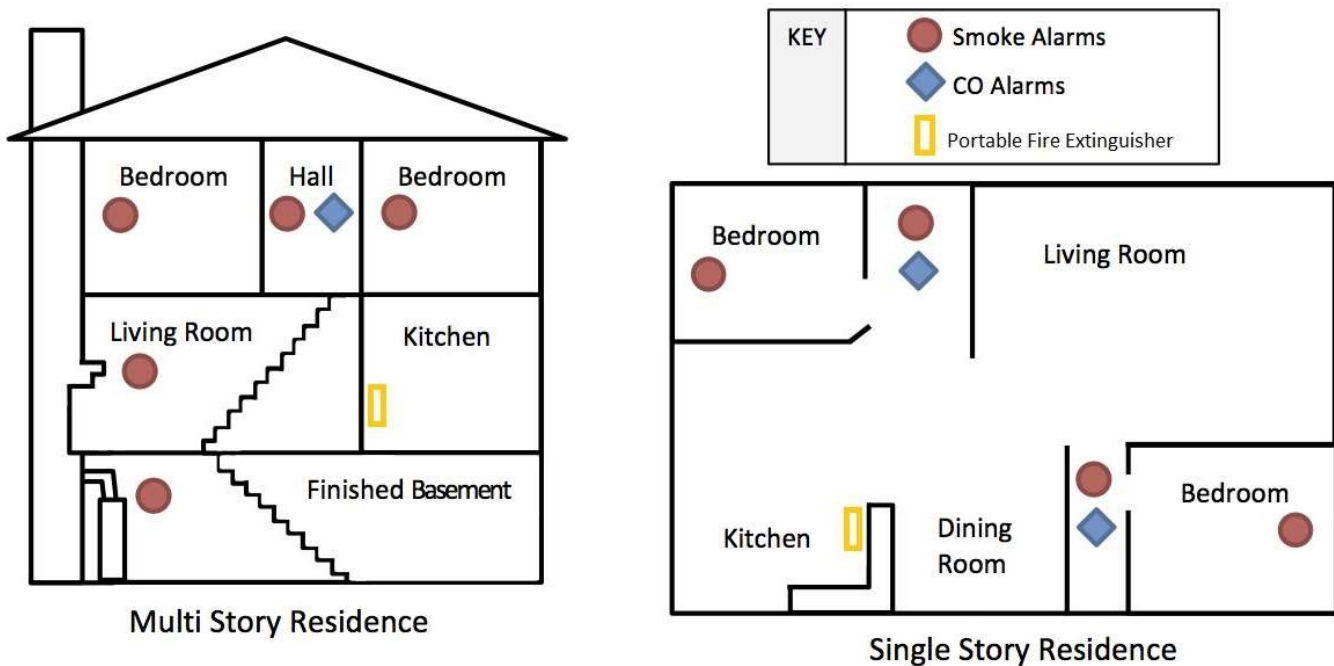 KEY
Smoke Alarms
CO Alarms
Portable Fire Extinguisher
Bedroom
Hall
Bedroom
Living Room
Kitchen
Finished Basement
Multi Story Residence
Bedroom
Living Room
Kitchen
Dining
Room
Bedroom
Single Story Residence